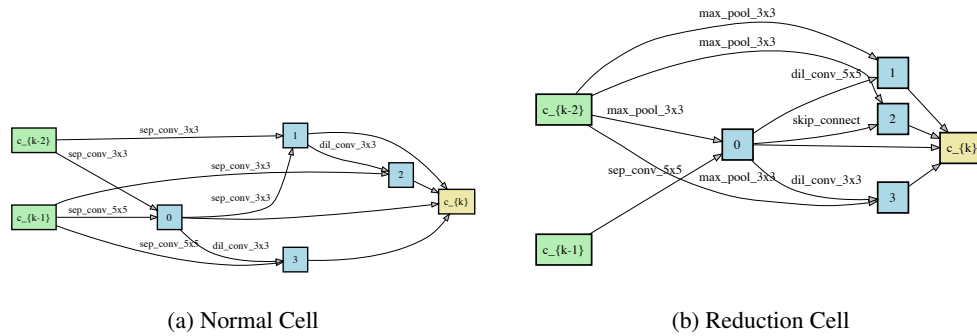 max_pool_3x3
max_pool_3x3
1
dil_conv_5x5
c_{k-2}
max_pool_3x3
2
skip_connect
0
c_{k}
sep_conv_5x5
max_pool_3x3
dil_conv_3x3
3
c_{k-1}
c_{k-2}
sep_conv_3x3
1
sep_conv_3x3
dil_conv_3x3
sep_conv_3x3
2
c_{k-1}
sep_conv_5x5
0
sep_conv_3x3
c_{k}
sep_conv_5x5
dil_conv_3x3
3
(a) Normal Cell
(b) Reduction Cell